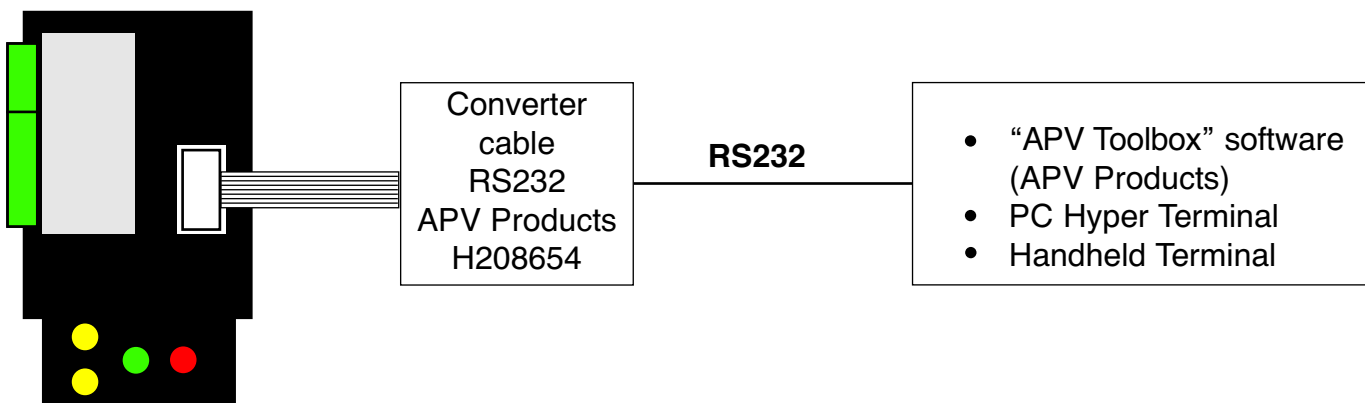 Converter
cable
RS232
APV Products
H208654
RS232
• “APV Toolbox” software
(APV Products)
• PC Hyper Terminal
• Handheld Terminal